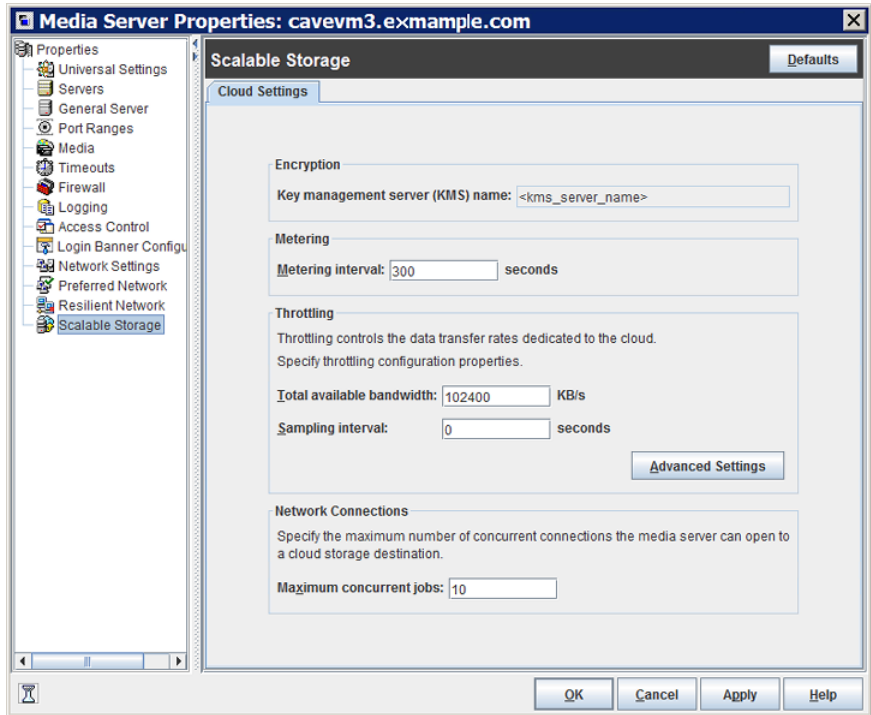 Media Server Properties: cavevm3.exmample.com
Properties
Universal Settings
Servers
General Server
Port Ranges
Media
Timeouts
Firewall
Logging
Access Control
Login Banner Configu
Network Settings
Preferred Network
Resilient Network
Scalable Storage
Scalable Storage
Defaults
Cloud Settings
Encryption
Key management server (KMS) name: <kms_server_name>
Metering
Metering interval: 300 seconds
Throttling
Throttling controls the data transfer rates dedicated to the cloud.
Specify throttling configuration properties.
Total available bandwidth: 102400 KB/s
Sampling interval: 0 seconds
Advanced Settings
Network Connections
Specify the maximum number of concurrent connections the media server can open to
a cloud storage destination.
Maximum concurrent jobs: 10
OK Cancel Apply Help